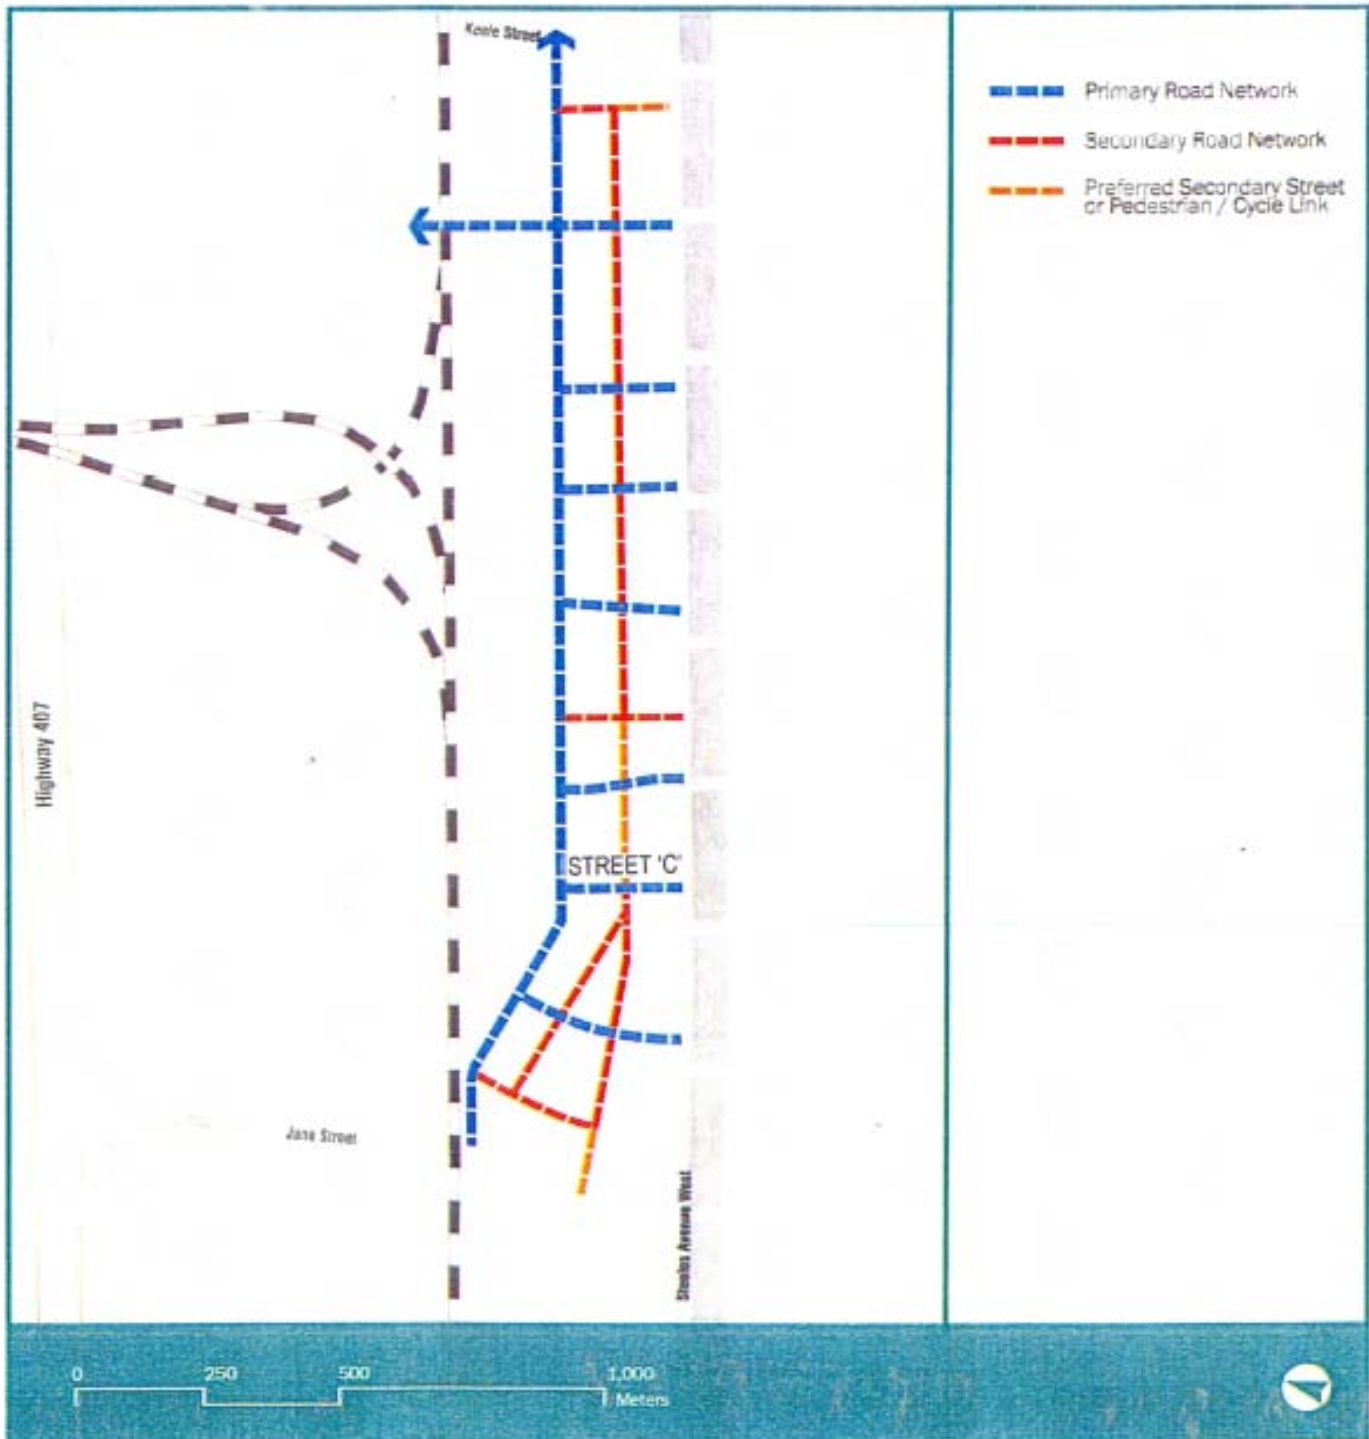 Keele Street
Primary Road Network
Secondary Road Network
Preferred Secondary Street
or Pedestrian / Cycle Link
Highway 407
STREET 'C'
Jane Street
Steeles Avenue West
0 250 500 1,000
Meters